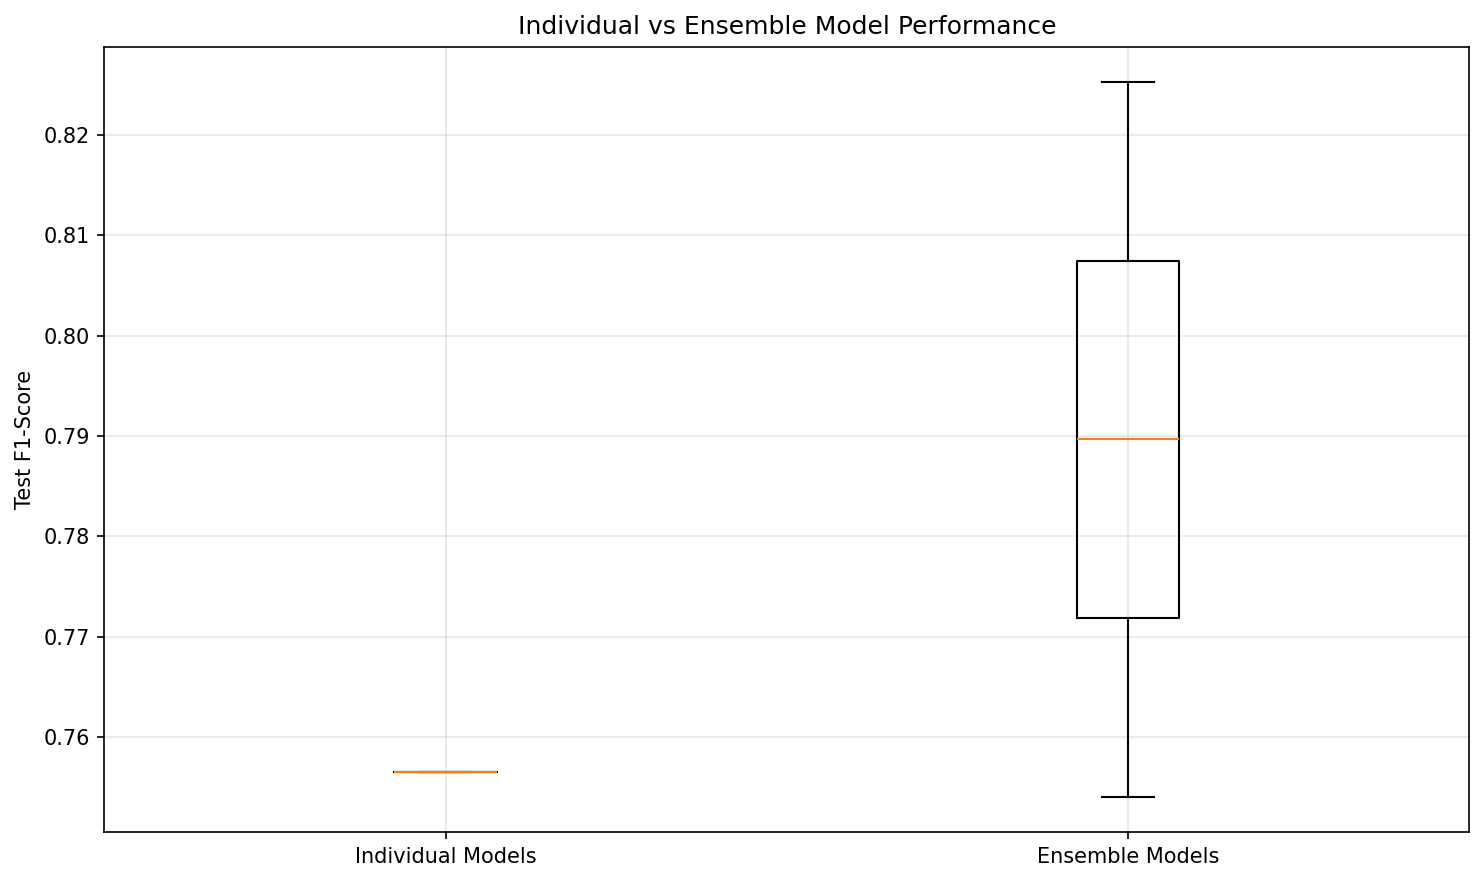 Individual vs Ensemble Model Performance
Test F1-Score
0.82
0.81
0.80
0.79
0.78
0.77
0.76
Individual Models
Ensemble Models